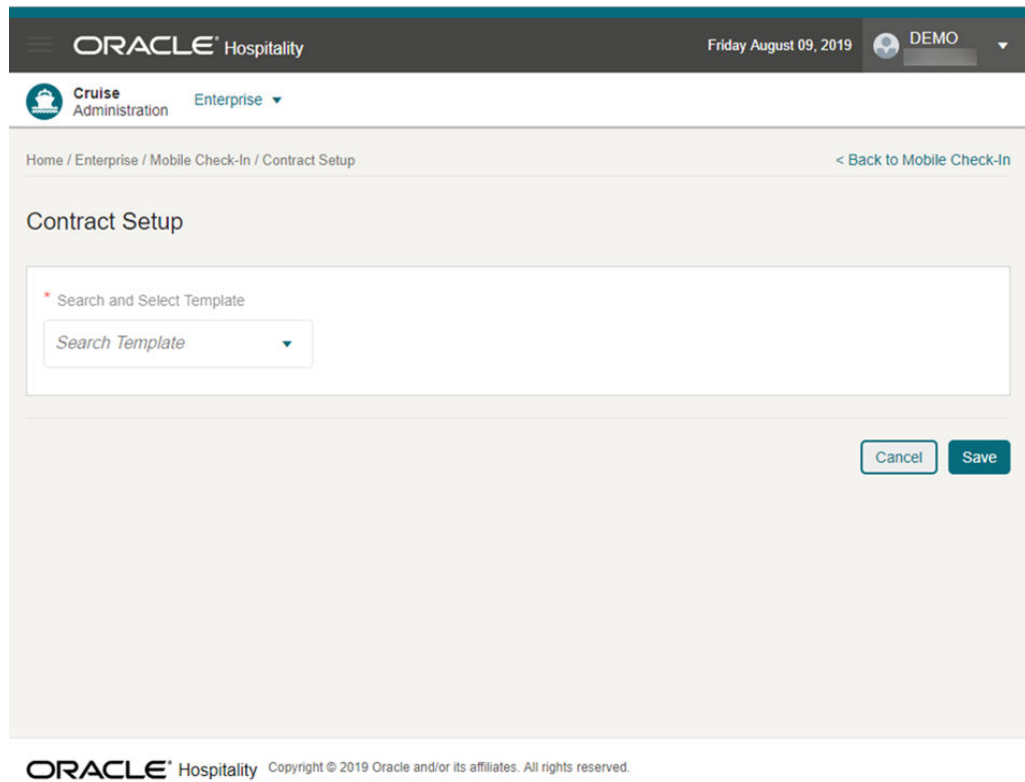 ORACLE® Hospitality
Friday August 09, 2019
DEMO
Cruise
Administration
Enterprise
Home / Enterprise / Mobile Check-In / Contract Setup
< Back to Mobile Check-In
Contract Setup
* Search and Select Template
Search Template
Cancel
Save
ORACLE® Hospitality Copyright © 2019 Oracle and/or its affiliates. All rights reserved.